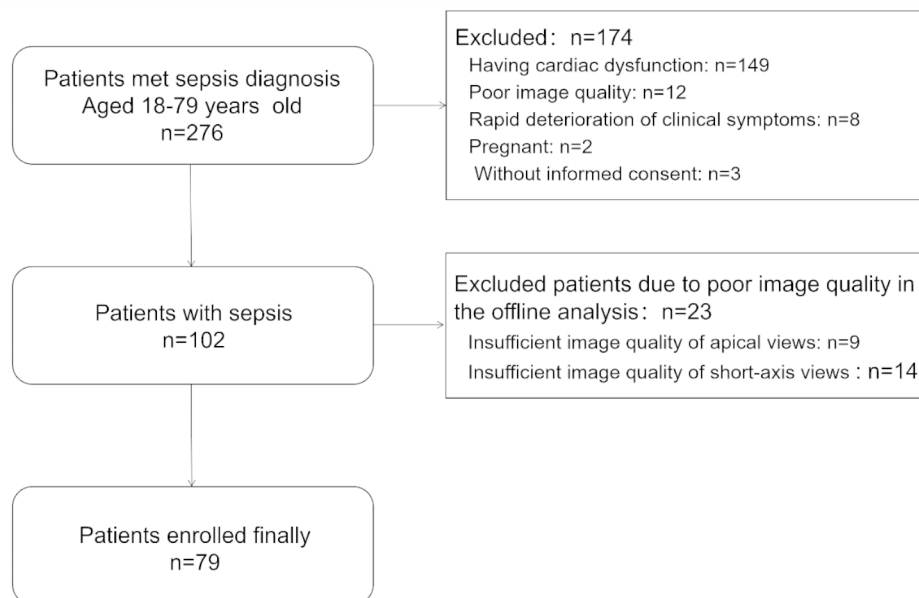 Patients met sepsis diagnosis
Aged 18-79 years old
n=276
Excluded: n=174
Having cardiac dysfunction: n=149
Poor image quality: n=12
Rapid deterioration of clinical symptoms: n=8
Pregnant: n=2
Without informed consent: n=3
Patients with sepsis
n=102
Excluded patients due to poor image quality in
the offline analysis: n=23
Insufficient image quality of apical views: n=9
Insufficient image quality of short-axis views : n=14
Patients enrolled finally
n=79